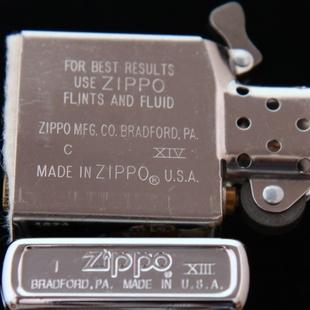 FOR BEST RESULTS
USE ZIPPO
FLINTS AND FLUID
ZIPPO MFG. CO. BRADFORD, PA.
C XIV
MADE IN ZIPPO® U.S.A.
I Zippo XIII
BRADFORD, PA. MADE IN U.S.A.